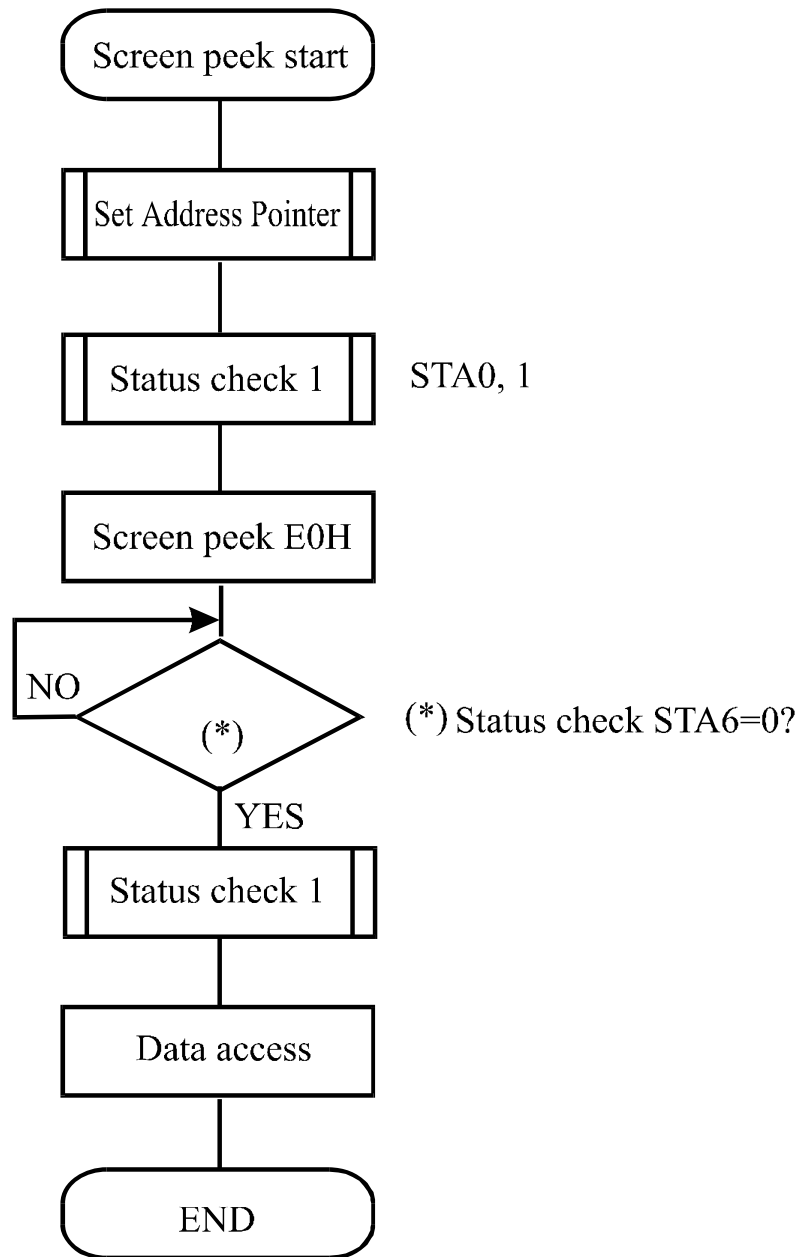 Screen peek start
Set Address Pointer
Status check 1
STA0, 1
Screen peek E0H
NO
(*)
(*) Status check STA6=0?
YES
Status check 1
Data access
END